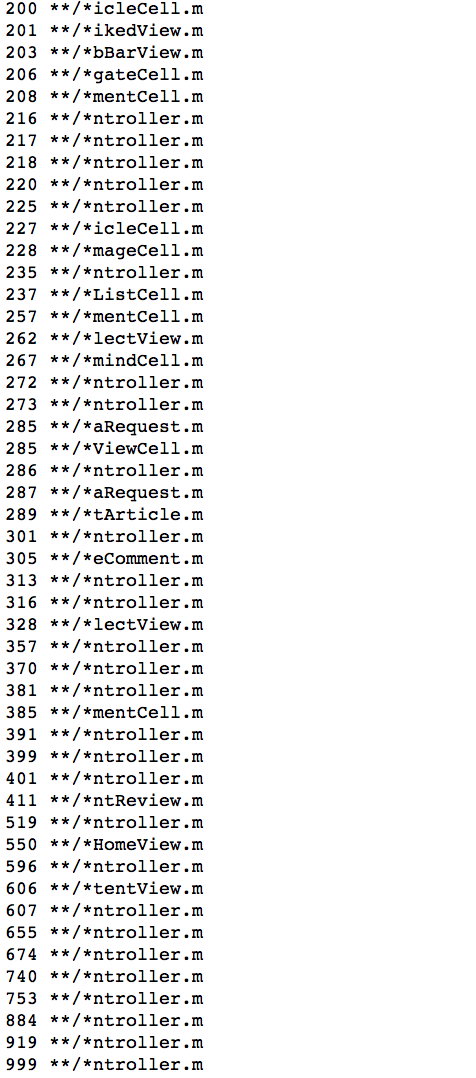 200 **/*icleCell.m
201 **/*ikedView.m
203 **/*bBarView.m
206 **/*gateCell.m
208 **/*mentCell.m
216 **/*ntroller.m
217 **/*ntroller.m
218 **/*ntroller.m
220 **/*ntroller.m
225 **/*ntroller.m
227 **/*icleCell.m
228 **/*mageCell.m
235 **/*ntroller.m
237 **/*ListCell.m
257 **/*mentCell.m
262 **/*lectView.m
267 **/*mindCell.m
272 **/*ntroller.m
273 **/*ntroller.m
285 **/*aRequest.m
285 **/*ViewCell.m
286 **/*ntroller.m
287 **/*aRequest.m
289 **/*tArticle.m
301 **/*ntroller.m
305 **/*eComment.m
313 **/*ntroller.m
316 **/*ntroller.m
328 **/*lectView.m
357 **/*ntroller.m
370 **/*ntroller.m
381 **/*ntroller.m
385 **/*mentCell.m
391 **/*ntroller.m
399 **/*ntroller.m
401 **/*ntroller.m
411 **/*ntReview.m
519 **/*ntroller.m
550 **/*HomeView.m
596 **/*ntroller.m
606 **/*tentView.m
607 **/*ntroller.m
655 **/*ntroller.m
674 **/*ntroller.m
740 **/*ntroller.m
753 **/*ntroller.m
884 **/*ntroller.m
919 **/*ntroller.m
999 **/*ntroller.m